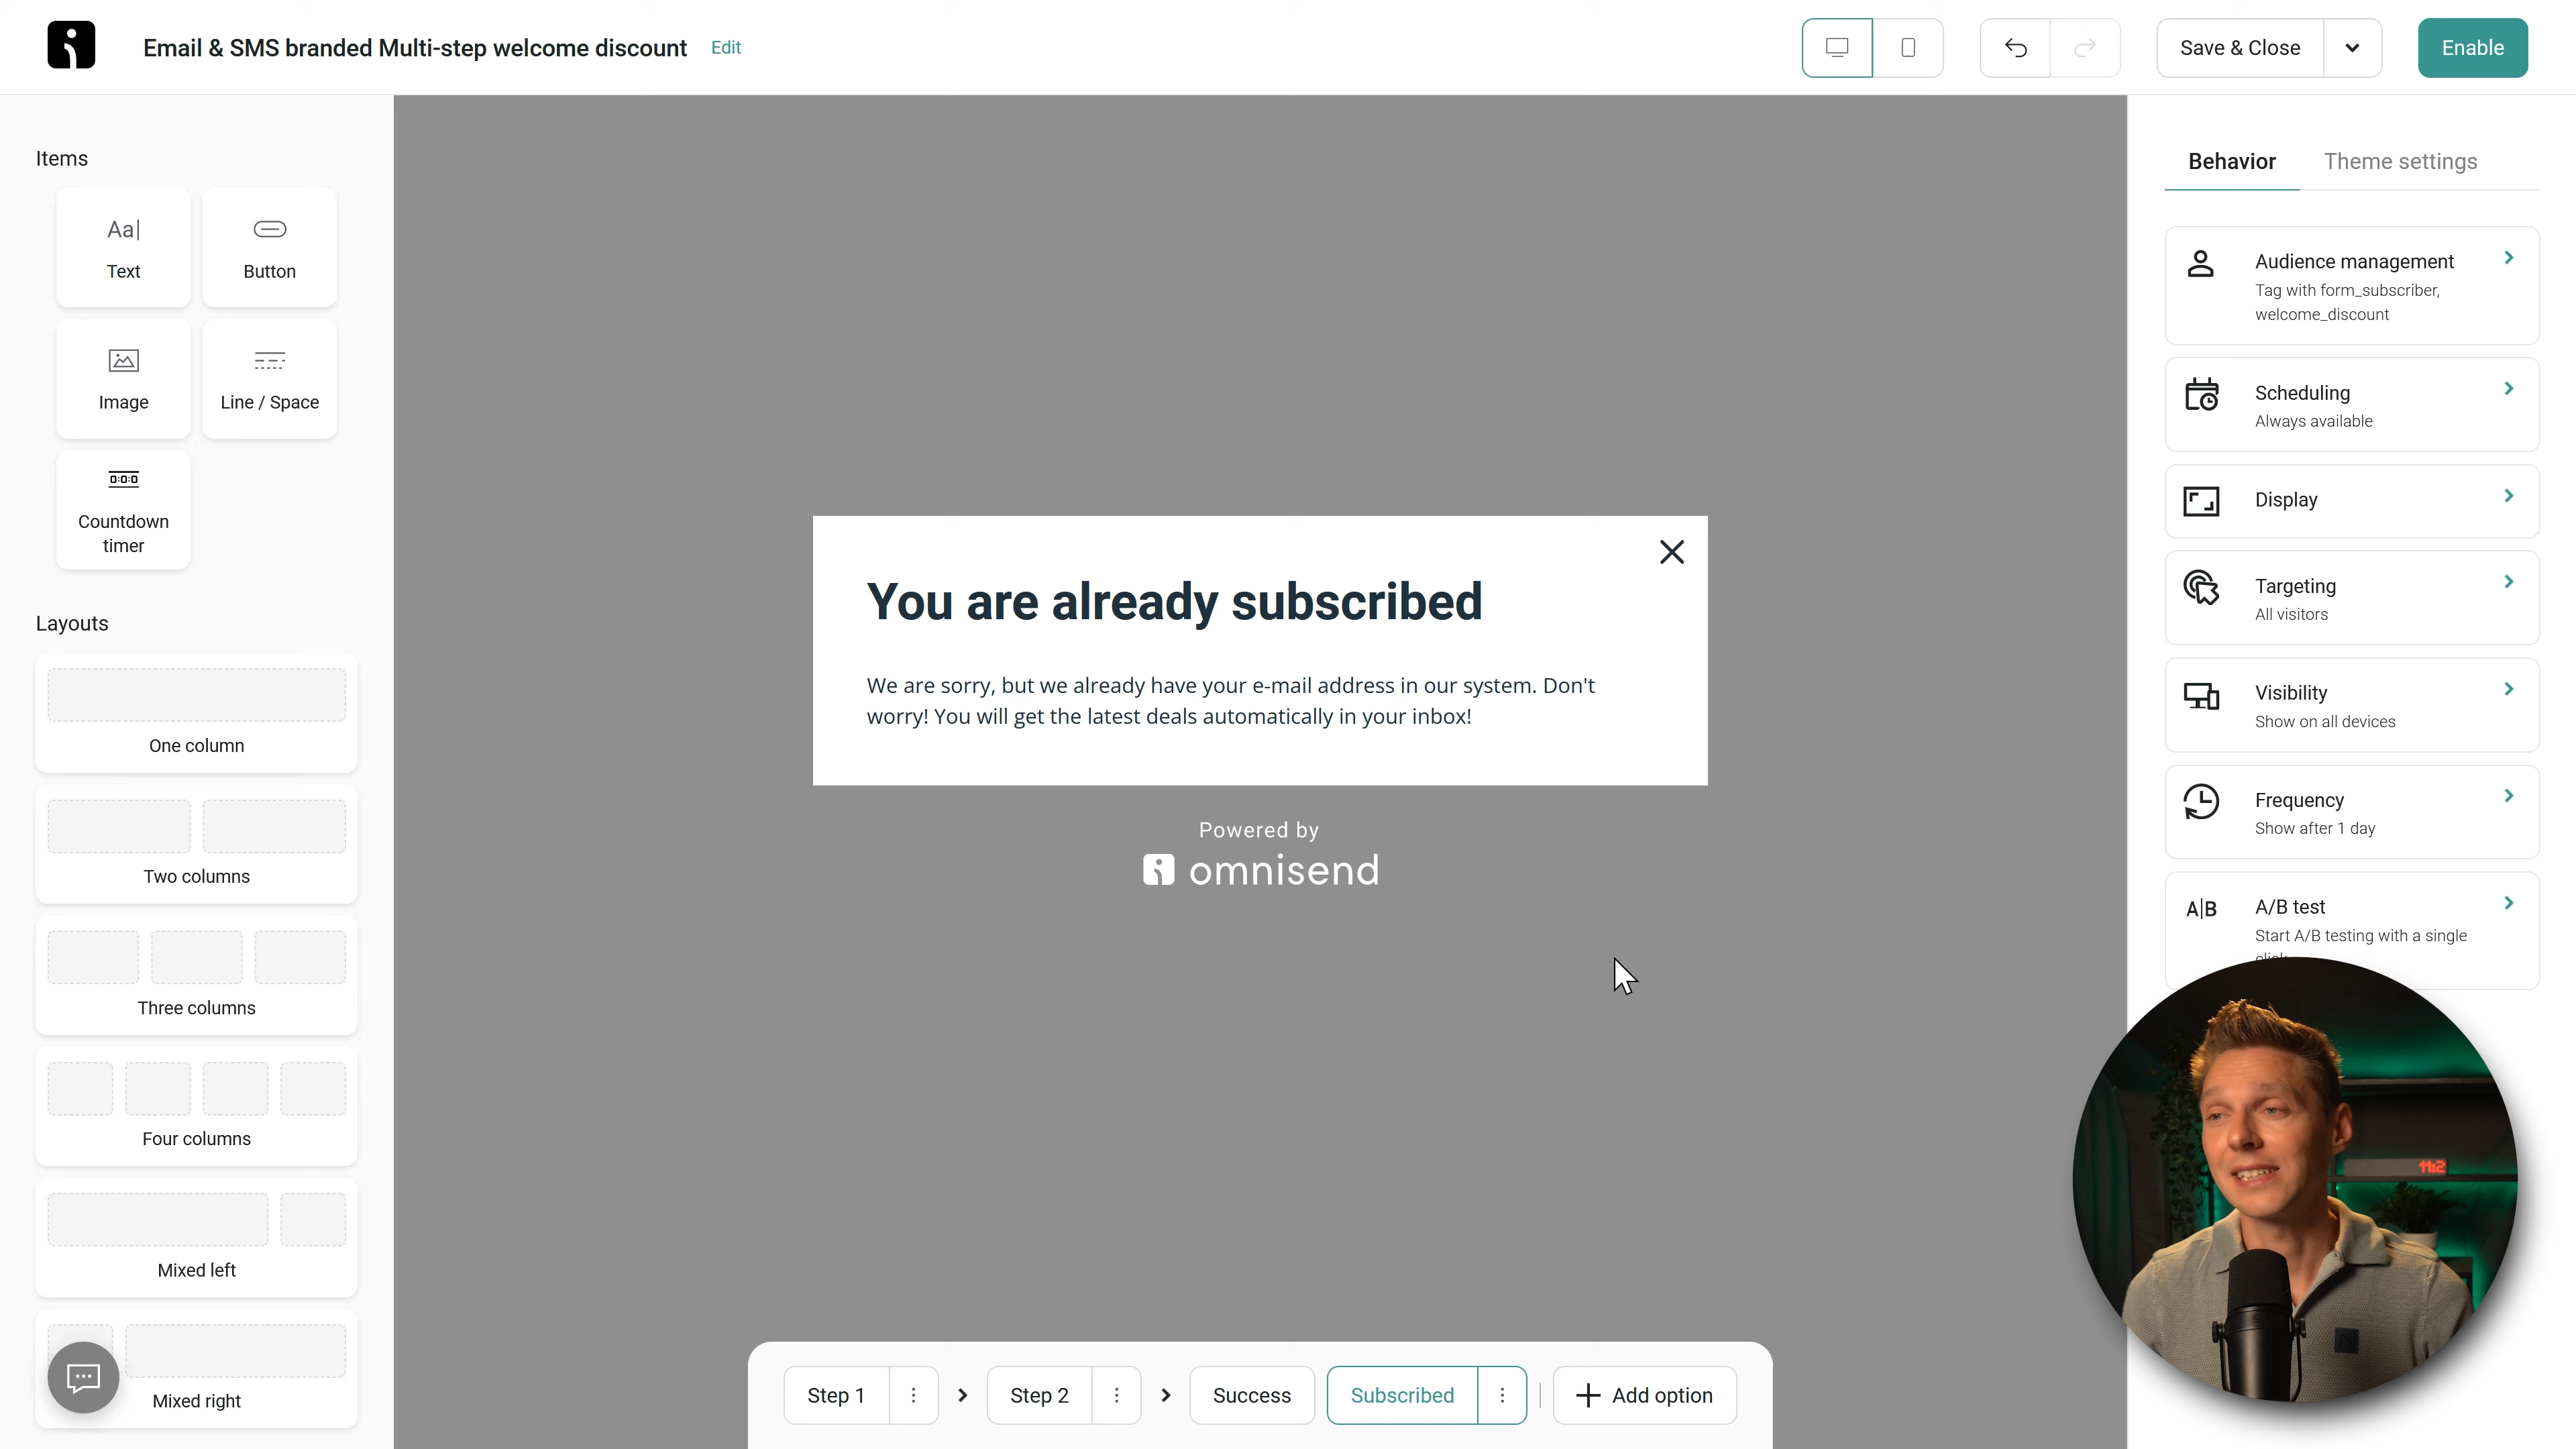 Email & SMS branded Multi-step welcome discount
Edit
Save & Close
Enable
Items
Aa
Text
Button
Image
Line / Space
0:0:0
Countdown
timer
Layouts
One column
Two columns
Three columns
Four columns
Mixed left
Mixed right
You are already subscribed
We are sorry, but we already have your e-mail address in our system. Don't
worry! You will get the latest deals automatically in your inbox!
Powered by
omnisend
Step 1
Step 2
Success
Subscribed
Add option
Behavior
Theme settings
Audience management
Tag with form_subscriber,
welcome_discount
Scheduling
Always available
Display
Targeting
All visitors
Visibility
Show on all devices
Frequency
Show after 1 day
A|B
A/B test
Start A/B testing with a single